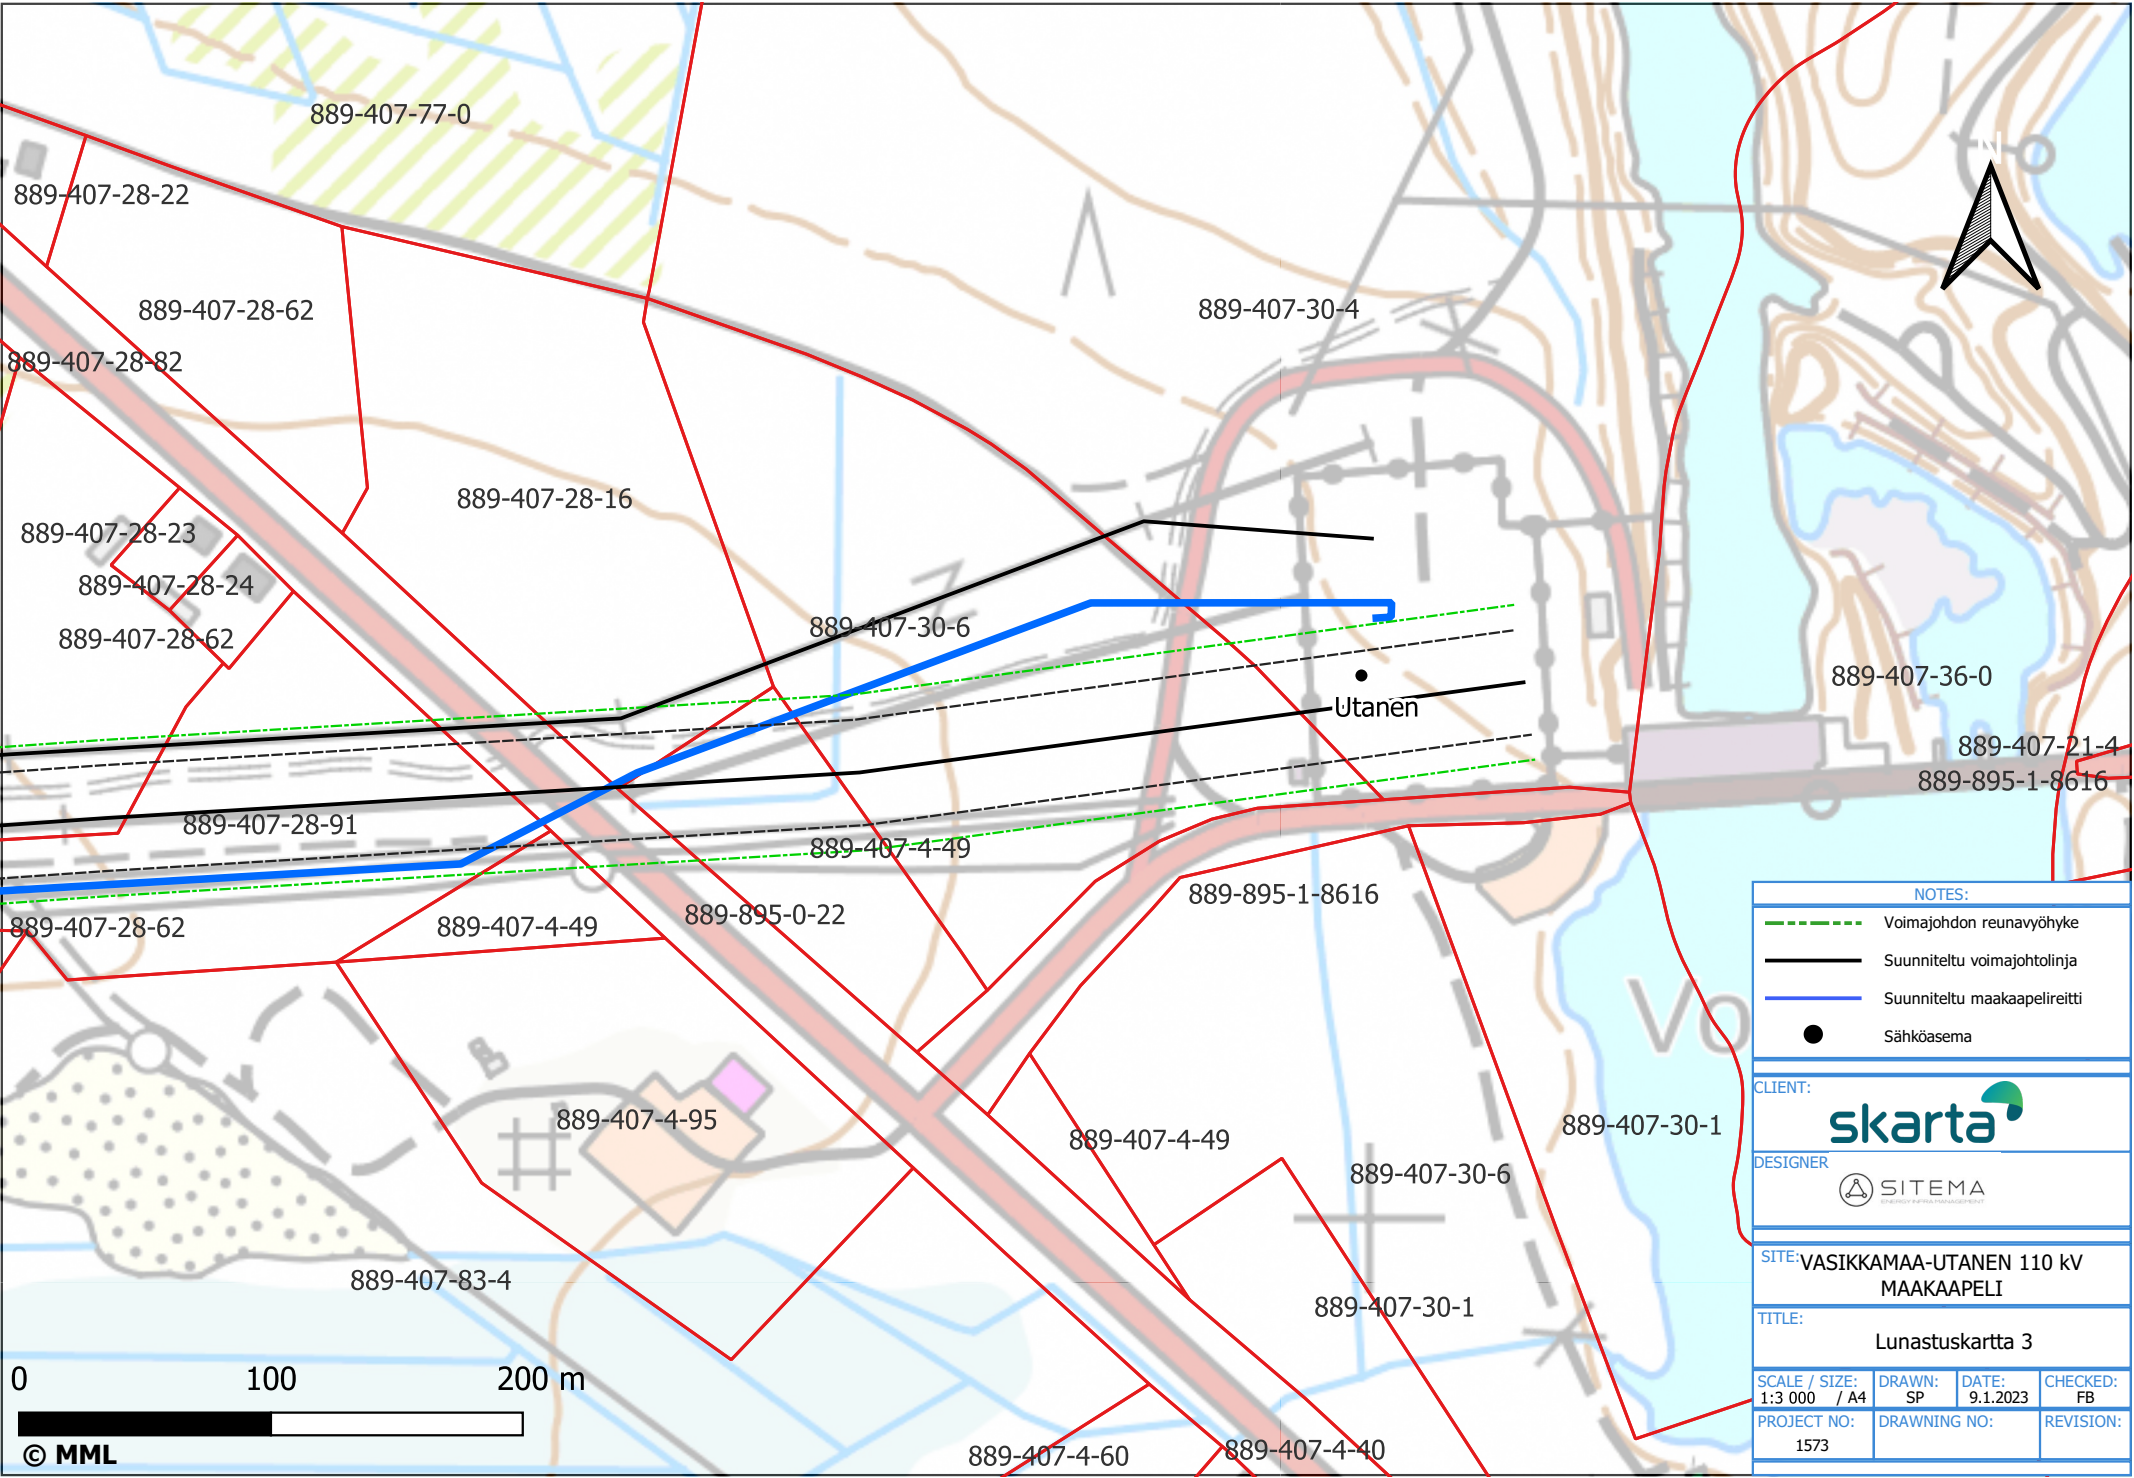 889-407-77-0
889-407-28-22
N
889-407-28-62
889-407-30-4
889-407-28-82
889-407-28-16
889-407-28-23
889-407-28-24
889-407-28-62
889-407-30-6
889-407-36-0
Utanen
889-407-21-4
889-895-1-8616
889-407-28-91
889-407-4-49
889-895-1-8616
889-895-0-22
889-407-28-62
889-407-4-49
Vo
889-407-4-95
889-407-4-49
889-407-30-1
889-407-30-6
889-407-83-4
889-407-30-1
889-407-4-60
889-407-4-40
0 100 200 m
© MML
NOTES:
Voimajohdon reunavyöhyke
Suunniteltu voimajohtolinja
Suunniteltu maakaapelireitti
Sähköasema
CLIENT:
skarta
DESIGNER
SITEMA
SITE: VASIKKAMAA-UTANEN 110 kV
MAAKAAPELI
TITLE:
Lunastuskartta 3
SCALE / SIZE: DRAWN: DATE: CHECKED:
1:3 000 / A4 SP 9.1.2023 FB
PROJECT NO: DRAWING NO: REVISION:
1573